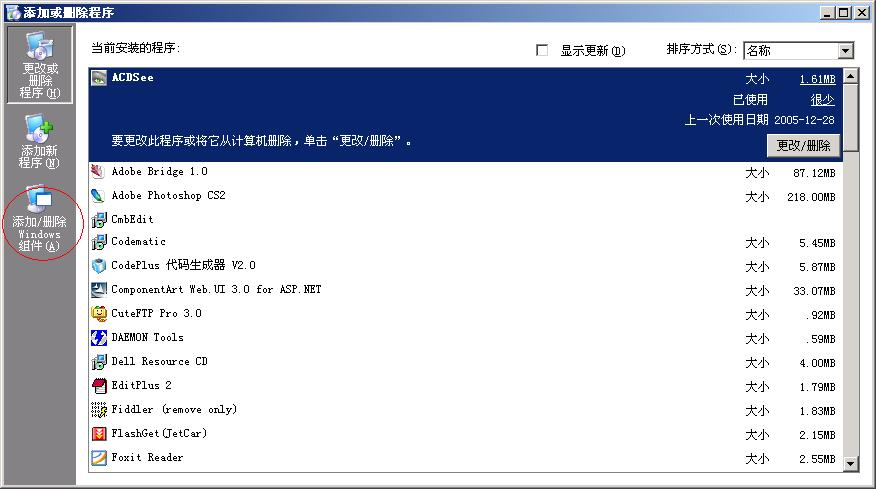 添加或删除程序
更改或
删除
程序(H)
添加新
程序(N)
添加/删除
Windows
组件(A)
当前安装的程序:
显示更新(D)
排序方式(S):
名称
ACDSee
大小 1.61MB
已使用 很少
上一次使用日期 2005-12-28
要更改此程序或将它从计算机删除，单击“更改/删除”。
更改/删除
Adobe Bridge 1.0 大小 87.12MB
Adobe Photoshop CS2 大小 218.00MB
CmbEdit
Codematic 大小 5.45MB
CodePlus 代码生成器 V2.0 大小 5.87MB
ComponentArt Web.UI 3.0 for ASP.NET 大小 33.07MB
CuteFTP Pro 3.0 大小 .92MB
DAEMON Tools 大小 .59MB
Dell Resource CD 大小 4.00MB
EditPlus 2 大小 1.79MB
Fiddler (remove only) 大小 1.83MB
FlashGet(JetCar) 大小 2.15MB
Foxit Reader 大小 2.55MB